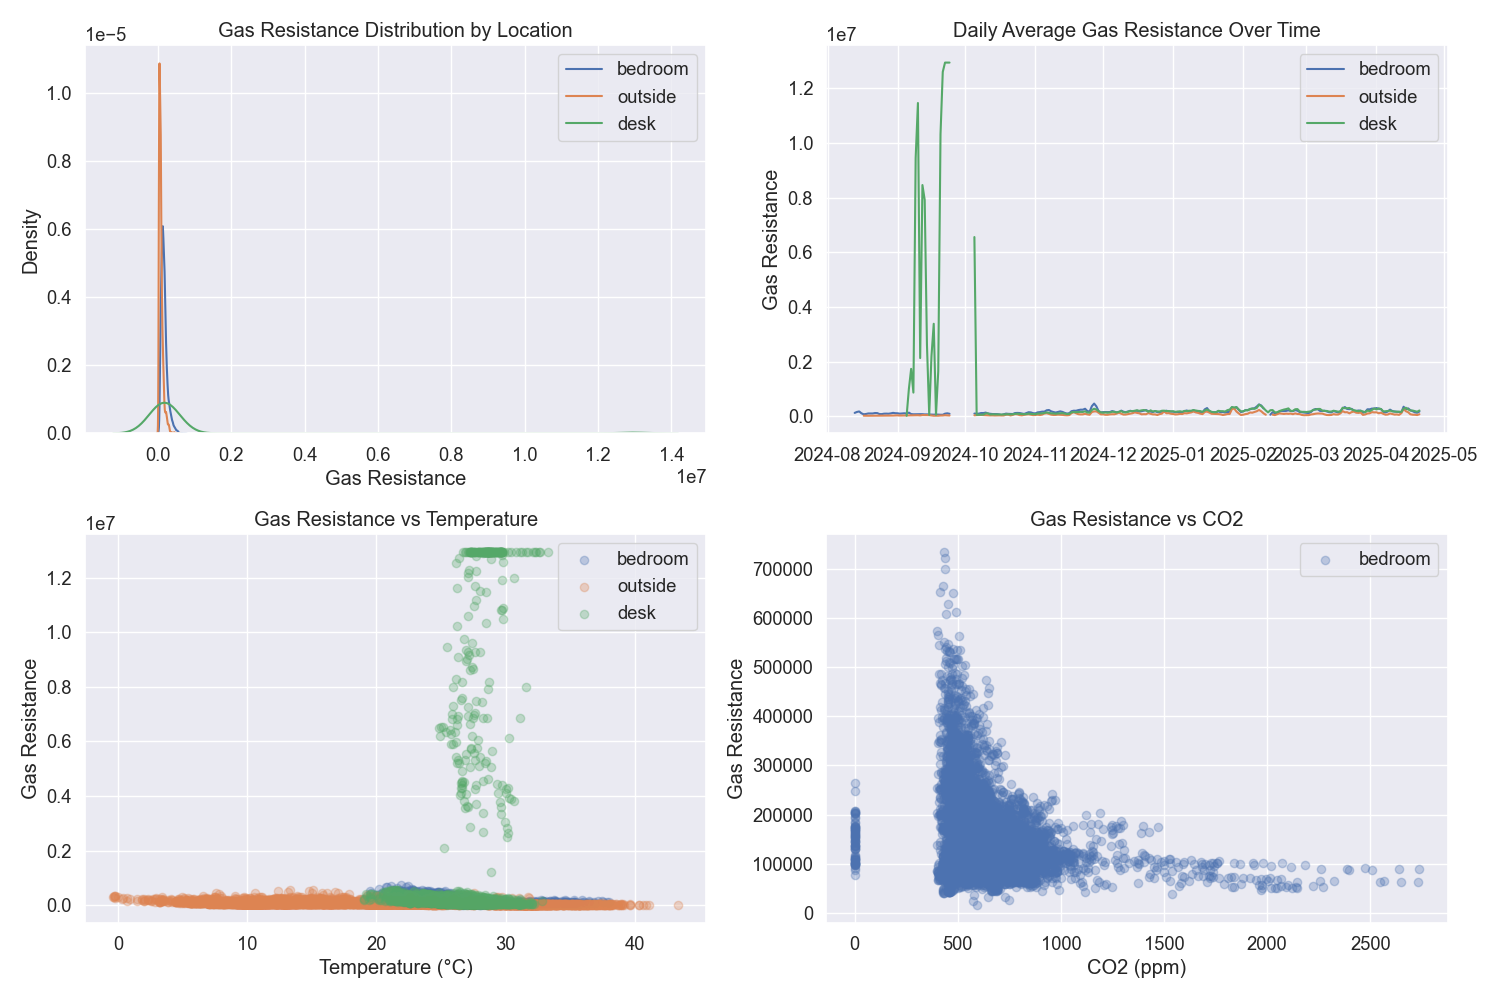 Gas Resistance Distribution by Location
1e−5
bedroom
outside
desk
1.0
0.8
0.6
0.4
0.2
0.0
Density
0.0 0.2 0.4 0.6 0.8 1.0 1.2 1.4
Gas Resistance
1e7
Daily Average Gas Resistance Over Time
1e7
bedroom
outside
desk
1.2
1.0
0.8
0.6
0.4
0.2
0.0
Gas Resistance
2024-08 2024-09 2024-10 2024-11 2024-12 2025-01 2025-02 2025-03 2025-04 2025-05
Gas Resistance vs Temperature
1e7
bedroom
outside
desk
1.2
1.0
0.8
0.6
0.4
0.2
0.0
Gas Resistance
0 10 20 30 40
Temperature (°C)
Gas Resistance vs CO2
bedroom
700000
600000
500000
400000
300000
200000
100000
0
Gas Resistance
0 500 1000 1500 2000 2500
CO2 (ppm)